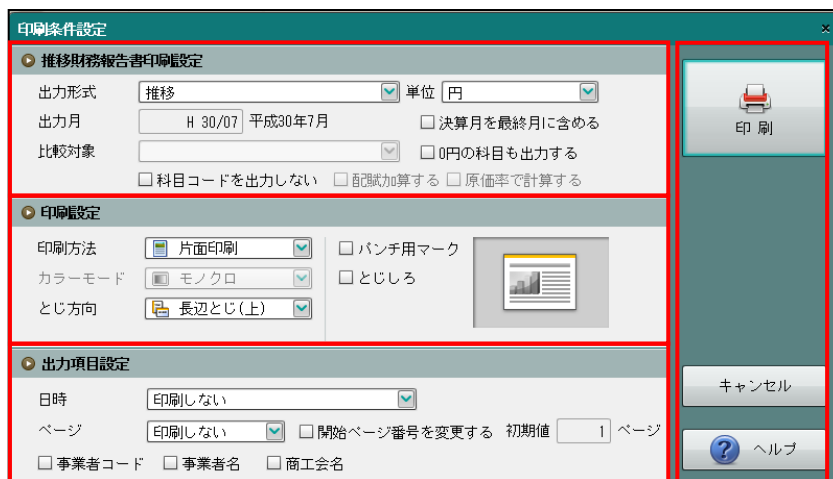 印刷条件設定 ×
推移財務報告書印刷設定
出力形式 推移 単位 円
出力月 H 30/07 平成30年7月 決算月を最終月に含める
比較対象 0円の科目も出力する
科目コードを出力しない 配賦加算する 原価率で計算する
印刷設定
印刷方法 片面印刷 パンチ用マーク
カラーモード モノクロ とじしろ
とじ方向 長辺とじ(上)
出力項目設定
日時 印刷しない
ページ 印刷しない 開始ページ番号を変更する 初期値 1 ページ
事業者コード 事業者名 商工会名
印刷
キャンセル
? ヘルプ